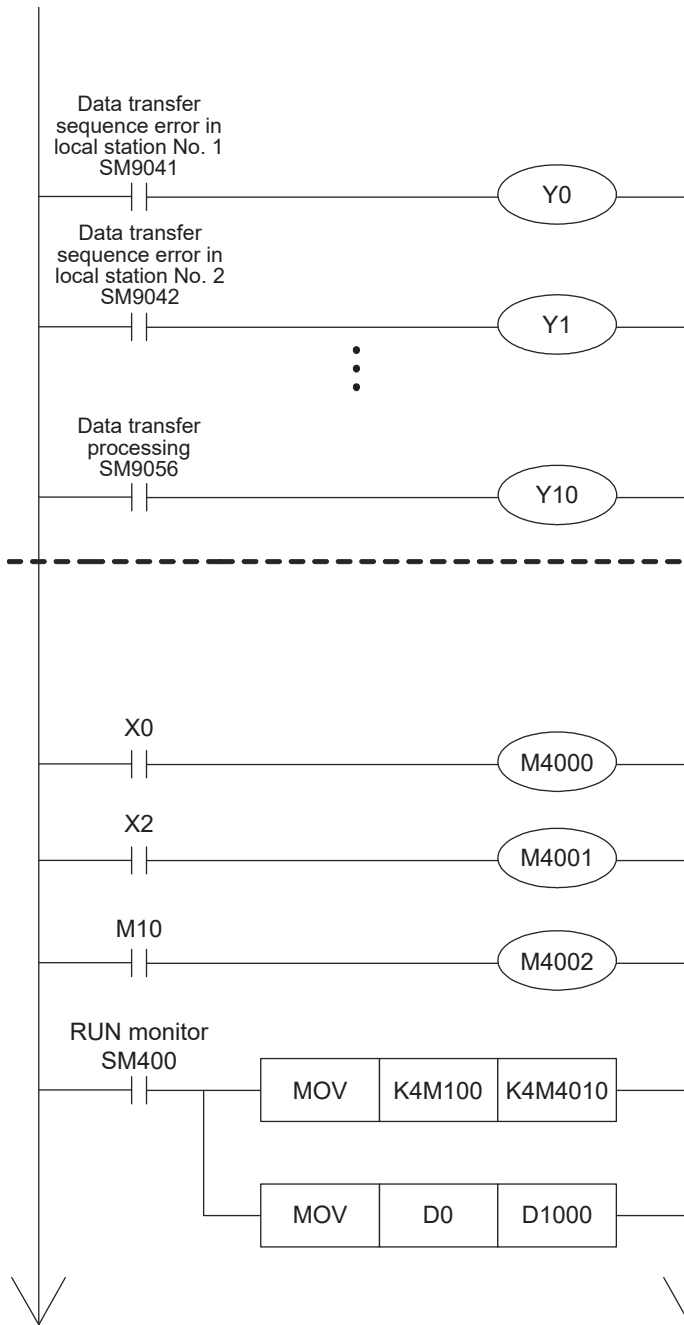 Data transfer
sequence error in
local station No. 1
SM9041
Y0
Data transfer
sequence error in
local station No. 2
SM9042
Y1
Data transfer
processing
SM9056
Y10
X0
M4000
X2
M4001
M10
M4002
RUN monitor
SM400
MOV K4M100 K4M4010
MOV D0 D1000